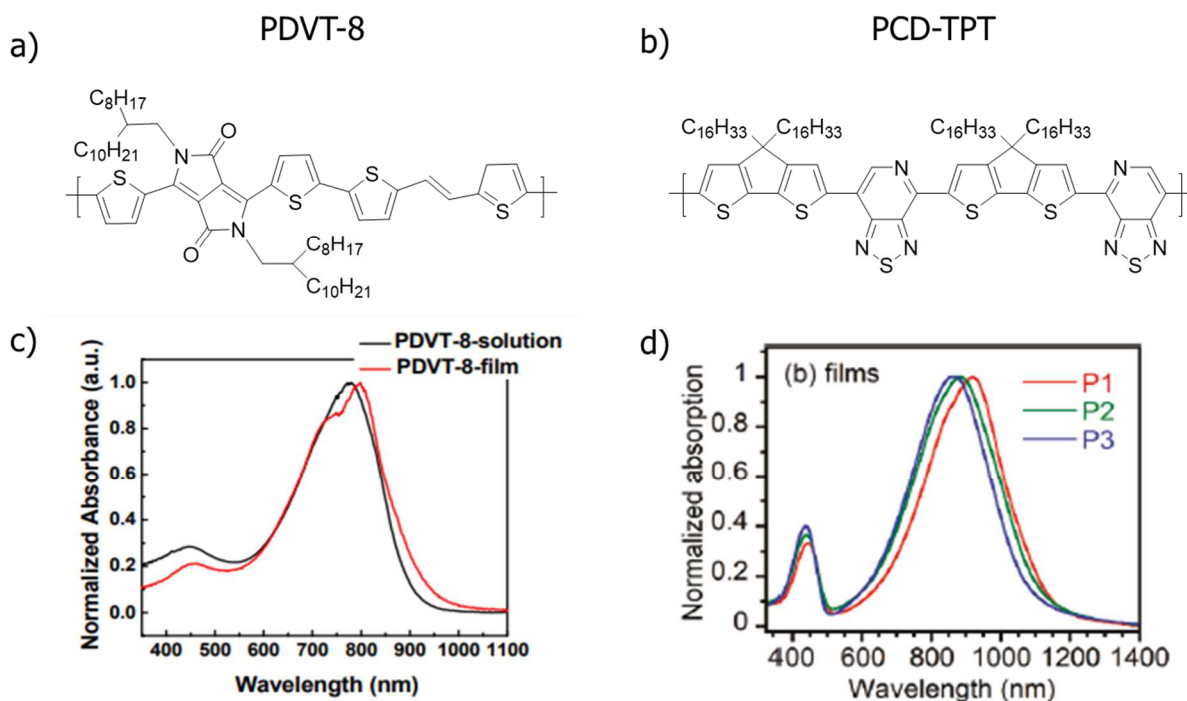 a)
PDVT-8
C8H17
C10H21
O
N
S
S
S
S
O
N
C8H17
C10H21
b)
PCD-TPT
C16H33 C16H33
C16H33 C16H33
N
N
S S
S S
N N
S
N N
S
c)
PDVT-8-solution
PDVT-8-film
Normalized Absorbance (a.u.)
1.0
0.8
0.6
0.4
0.2
0.0
400 500 600 700 800 900 1000 1100
Wavelength (nm)
d)
(b) films
P1
P2
P3
Normalized absorption
1
0.8
0.6
0.4
0.2
0
400 600 800 1000 1200 1400
Wavelength (nm)